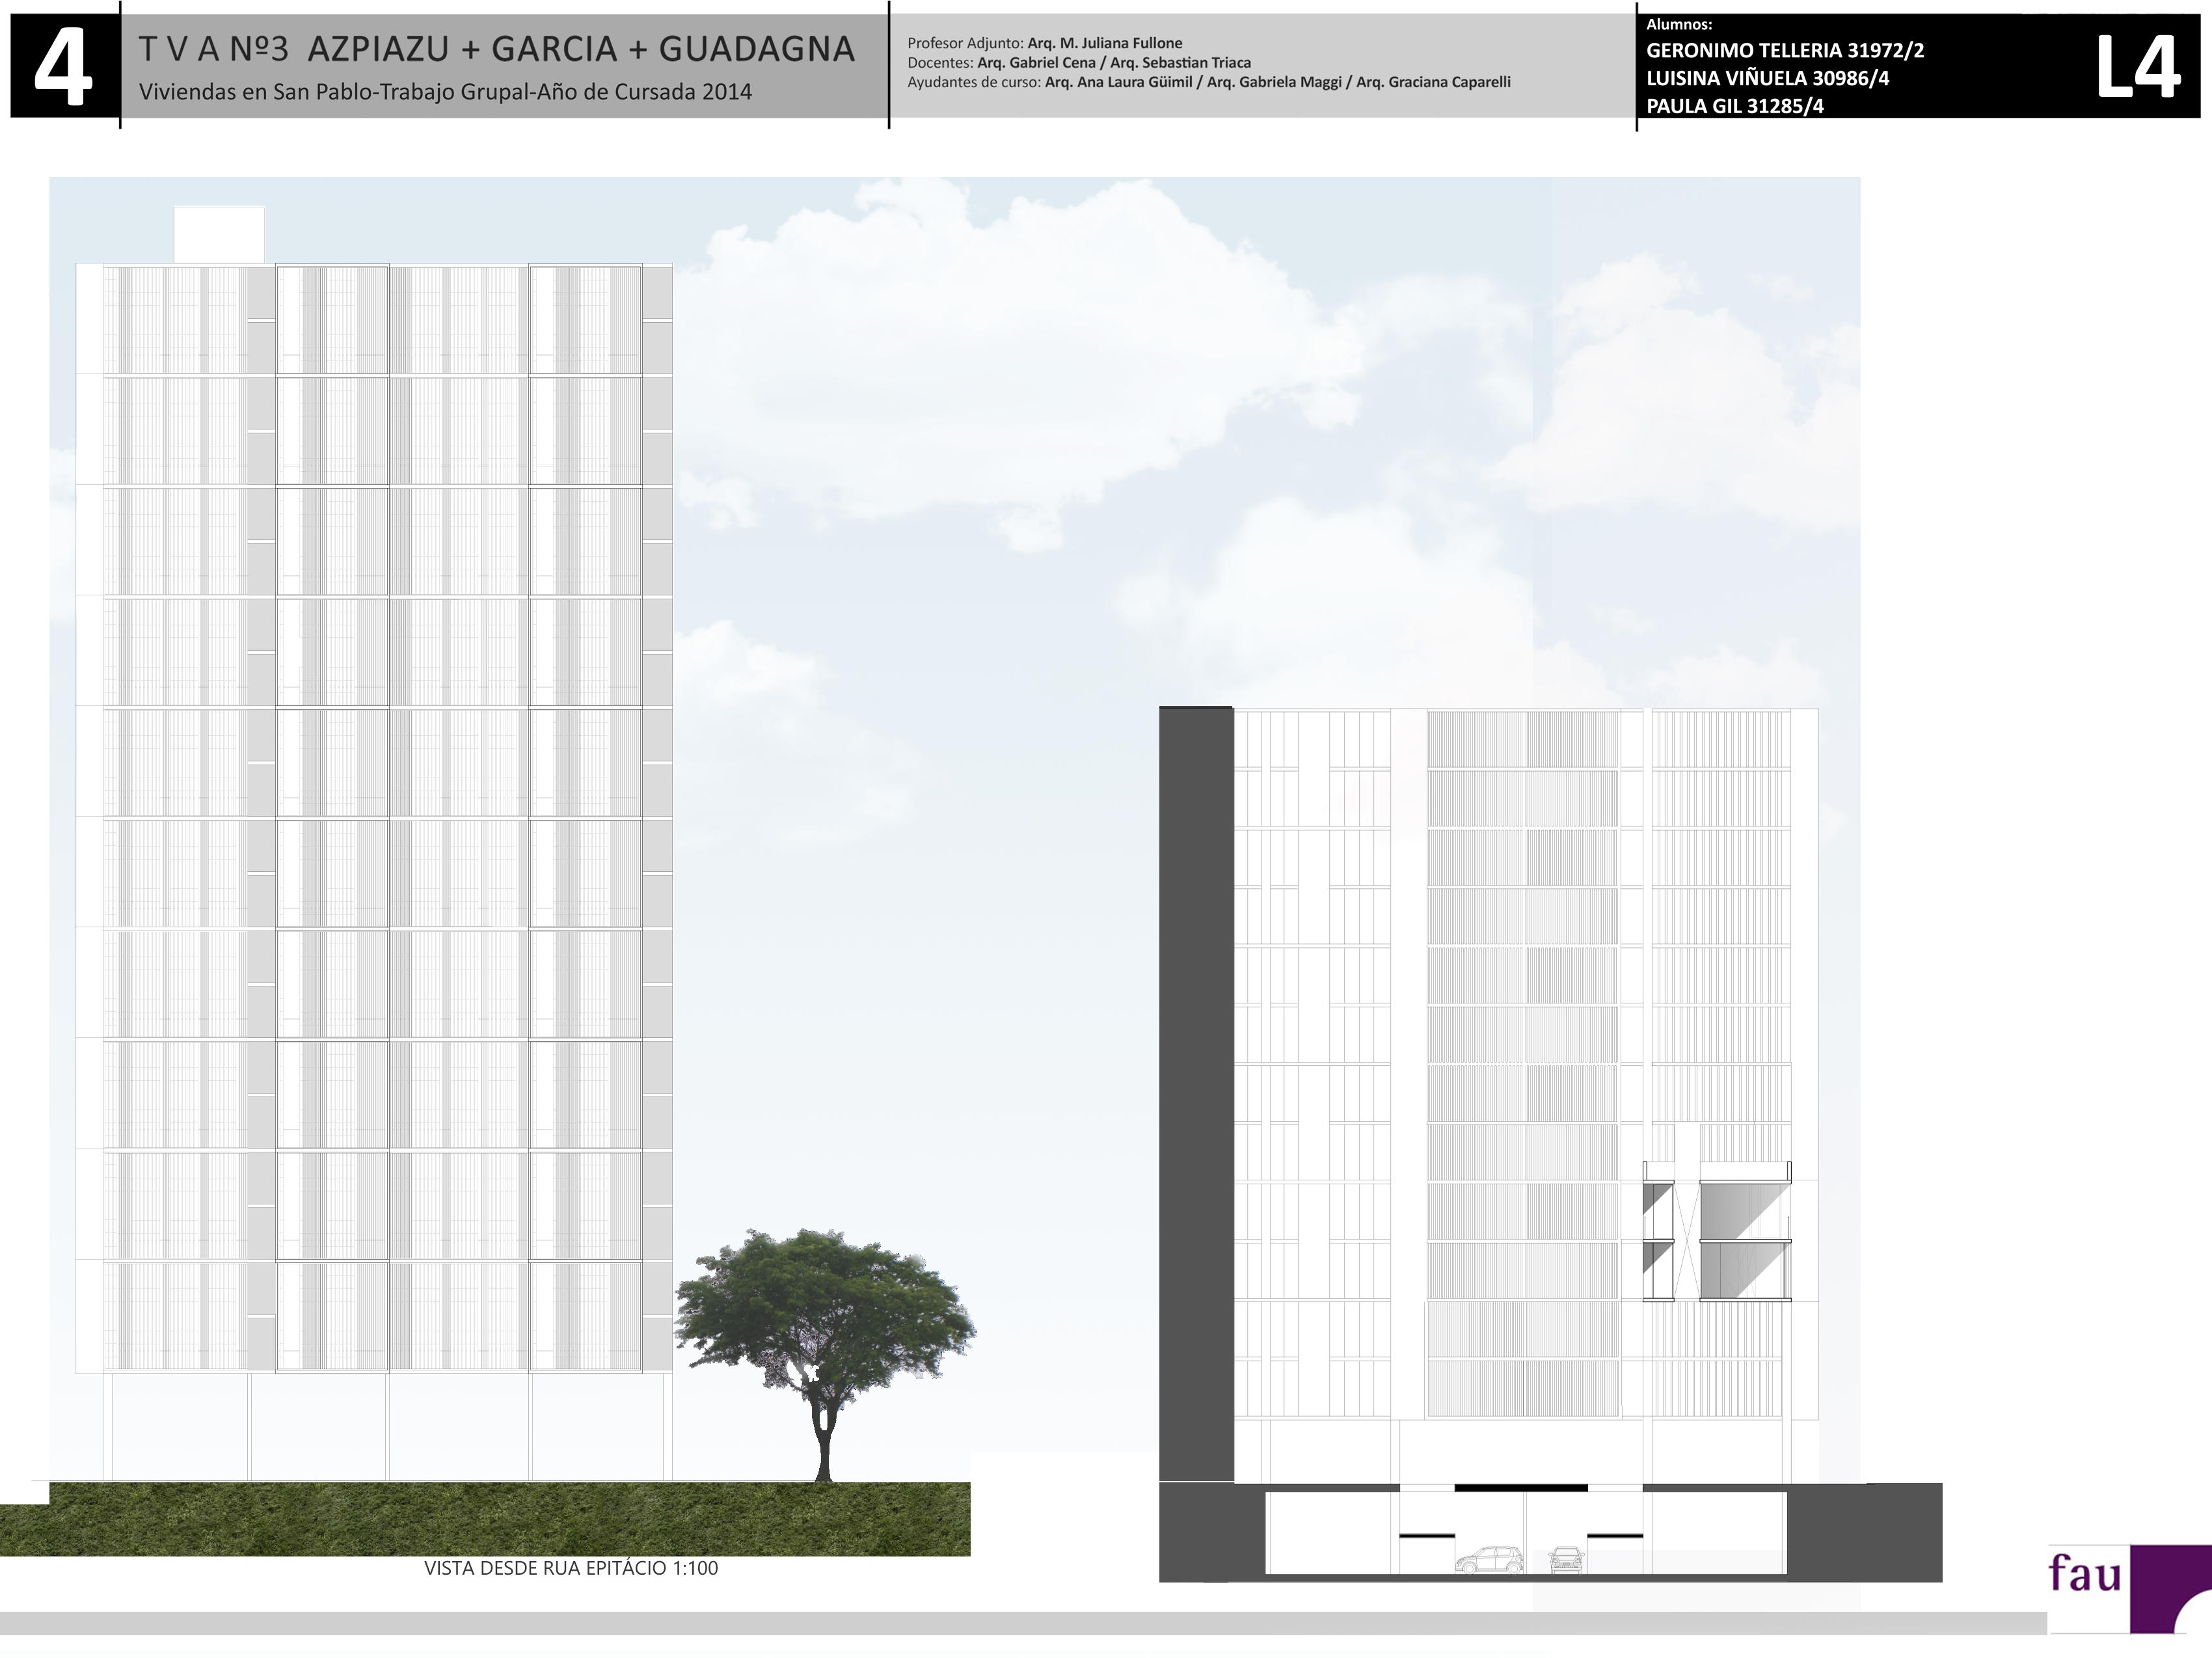 4
T V A Nº3 AZPIAZU + GARCIA + GUADAGNA
Viviendas en San Pablo-Trabajo Grupal-Año de Cursada 2014
Profesor Adjunto: Arq. M. Juliana Fullone
Docentes: Arq. Gabriel Cena / Arq. Sebastian Triaca
Ayudantes de curso: Arq. Ana Laura Güimil / Arq. Gabriela Maggi / Arq. Graciana Caparelli
Alumnos:
GERONIMO TELLERIA 31972/2
LUISINA VIÑUELA 30986/4
PAULA GIL 31285/4
L4
VISTA DESDE RUA EPITÁCIO 1:100
fau